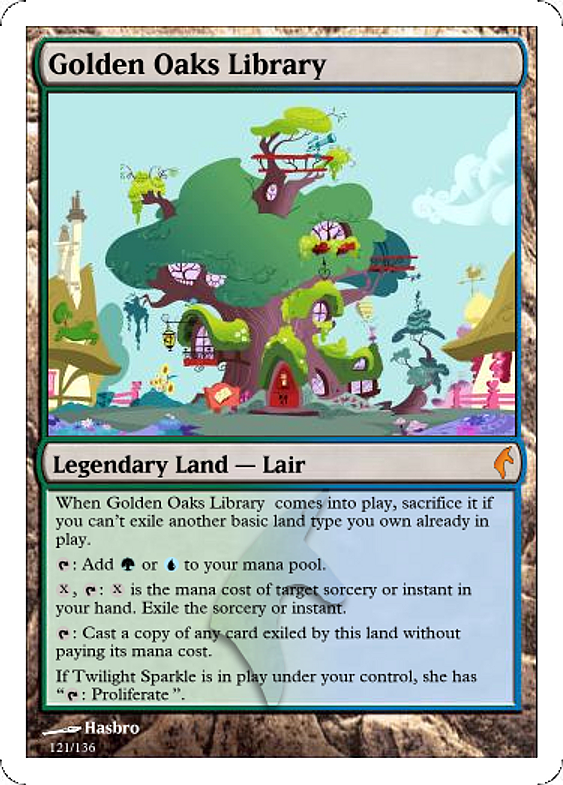 Golden Oaks Library
Legendary Land — Lair
When Golden Oaks Library comes into play, sacrifice it if
you can't exile another basic land type you own already in
play.
: Add or to your mana pool.
X, : X is the mana cost of target sorcery or instant in
your hand. Exile the sorcery or instant.
: Cast a copy of any card exiled by this land without
paying its mana cost.
If Twilight Sparkle is in play under your control, she has
“ : Proliferate”.
Hasbro
121/136